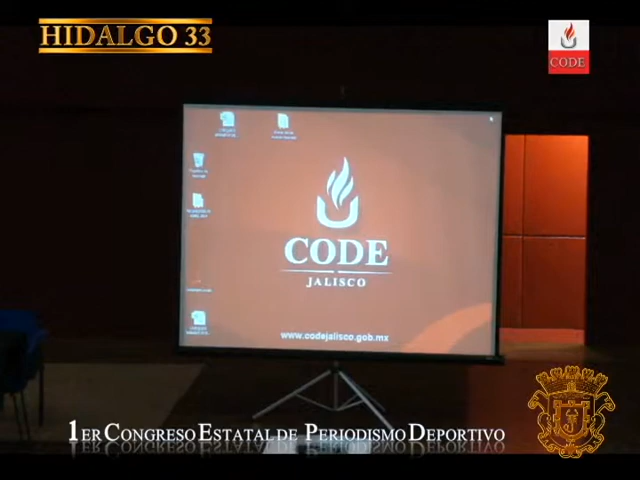 HIDALGO 33
CODE
CODE
JALISCO
www.codejalisco.gob.mx
1ER CONGRESO ESTATAL DE PERIODISMO DEPORTIVO